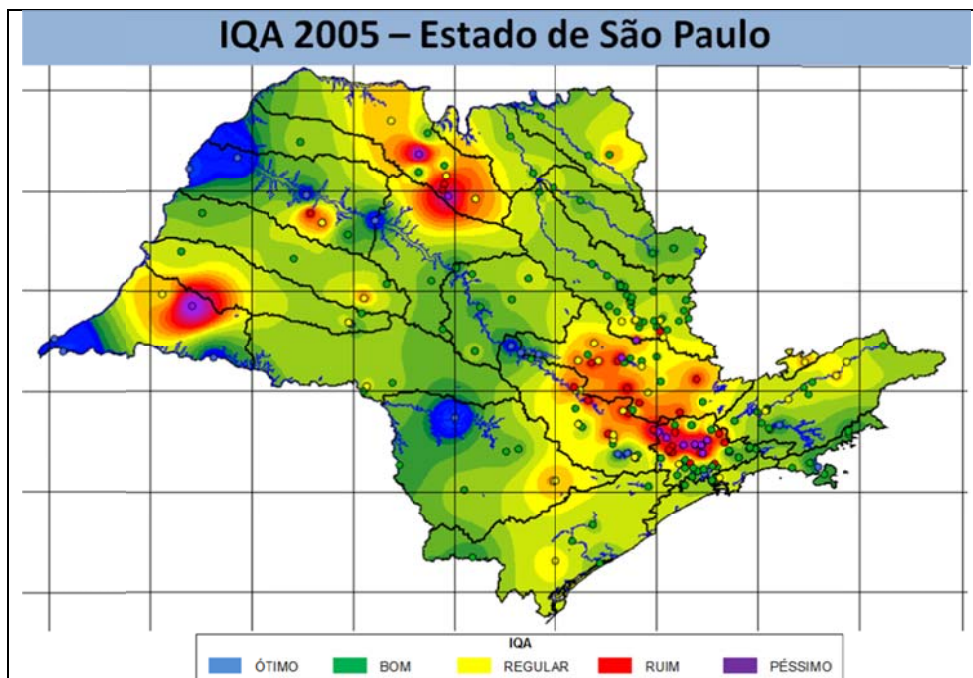 IQA 2005 – Estado de São Paulo
IQA
ÓTIMO BOM REGULAR RUIM PÉSSIMO